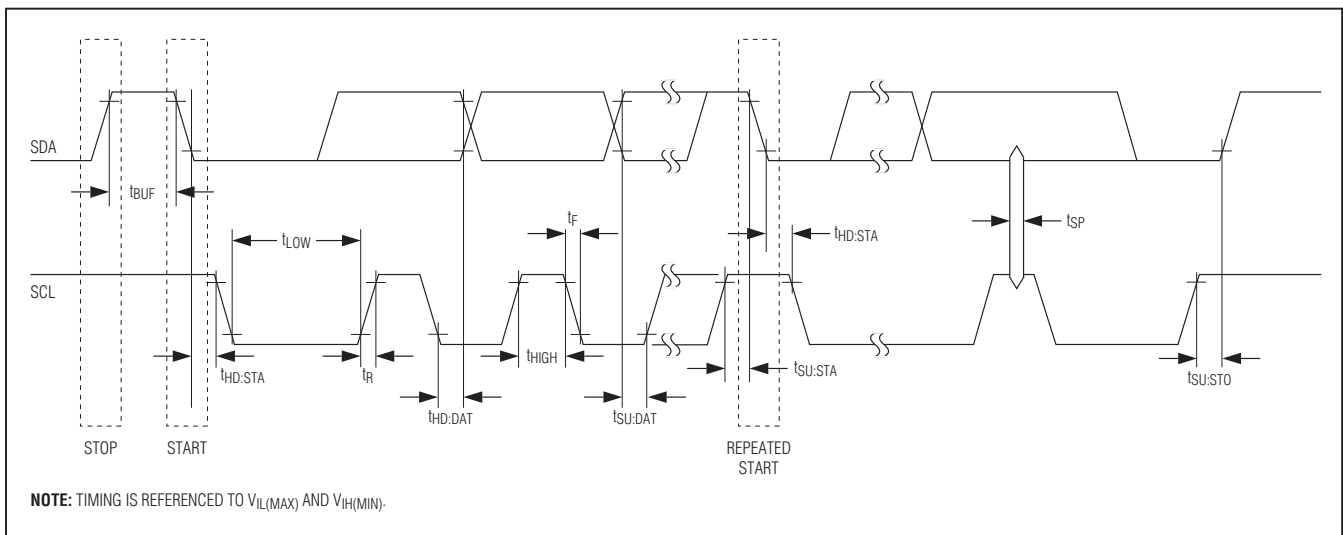 SDA
tBUF
tLOW
tF
tHD:STA
tSP
SCL
tHD:STA
tR
tHD:DAT
tHIGH
tSU:DAT
tSU:STA
tSU:STO
STOP
START
REPEATED
START
NOTE: TIMING IS REFERENCED TO VIL(MAX) AND VIH(MIN).